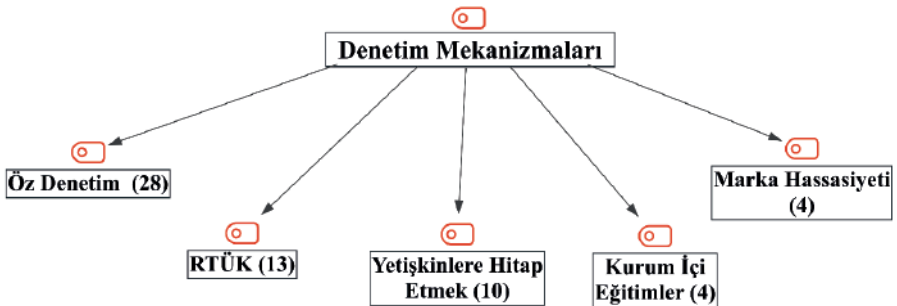 Denetim Mekanizmaları
Öz Denetim (28)
Marka Hassasiyeti
(4)
RTÜK (13)
Yetişkinlere Hitap
Etmek (10)
Kurum İçi
Eğitimler (4)